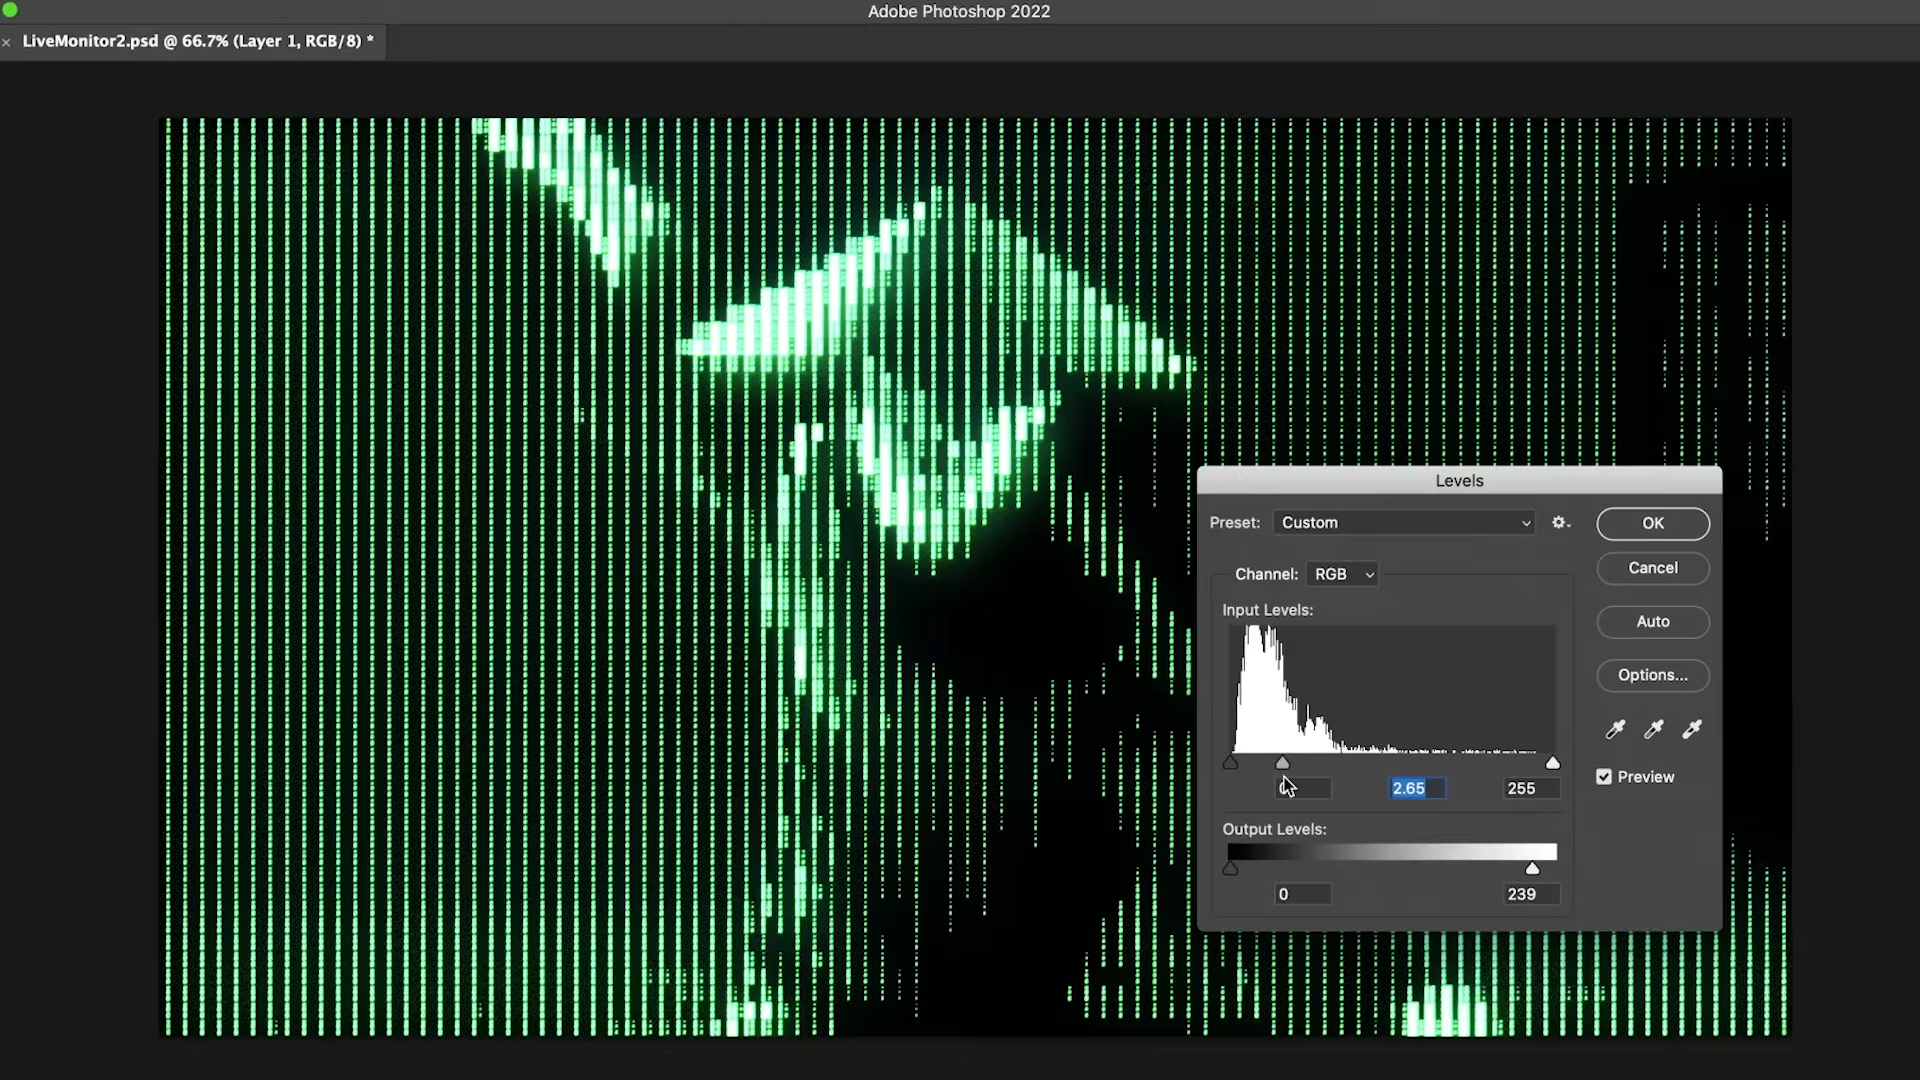 Adobe Photoshop 2022
× LiveMonitor2.psd @ 66.7% (Layer 1, RGB/8) *
Levels
Preset: Custom
OK
Channel: RGB
Cancel
Input Levels:
Auto
Options...
Preview
0 2.65 255
Output Levels:
0 239